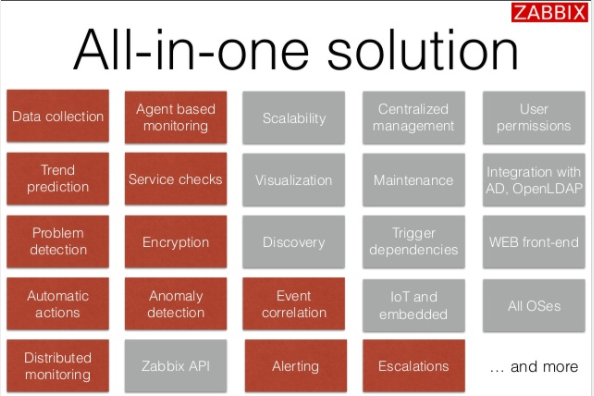 ZABBIX
All-in-one solution
Data collection
Agent based
monitoring
Scalability
Centralized
management
User
permissions
Trend
prediction
Service checks
Visualization
Maintenance
Integration with
AD, OpenLDAP
Problem
detection
Encryption
Discovery
Trigger
dependencies
WEB front-end
Automatic
actions
Anomaly
detection
Event
correlation
IoT and
embedded
All OSes
Distributed
monitoring
Zabbix API
Alerting
Escalations
... and more